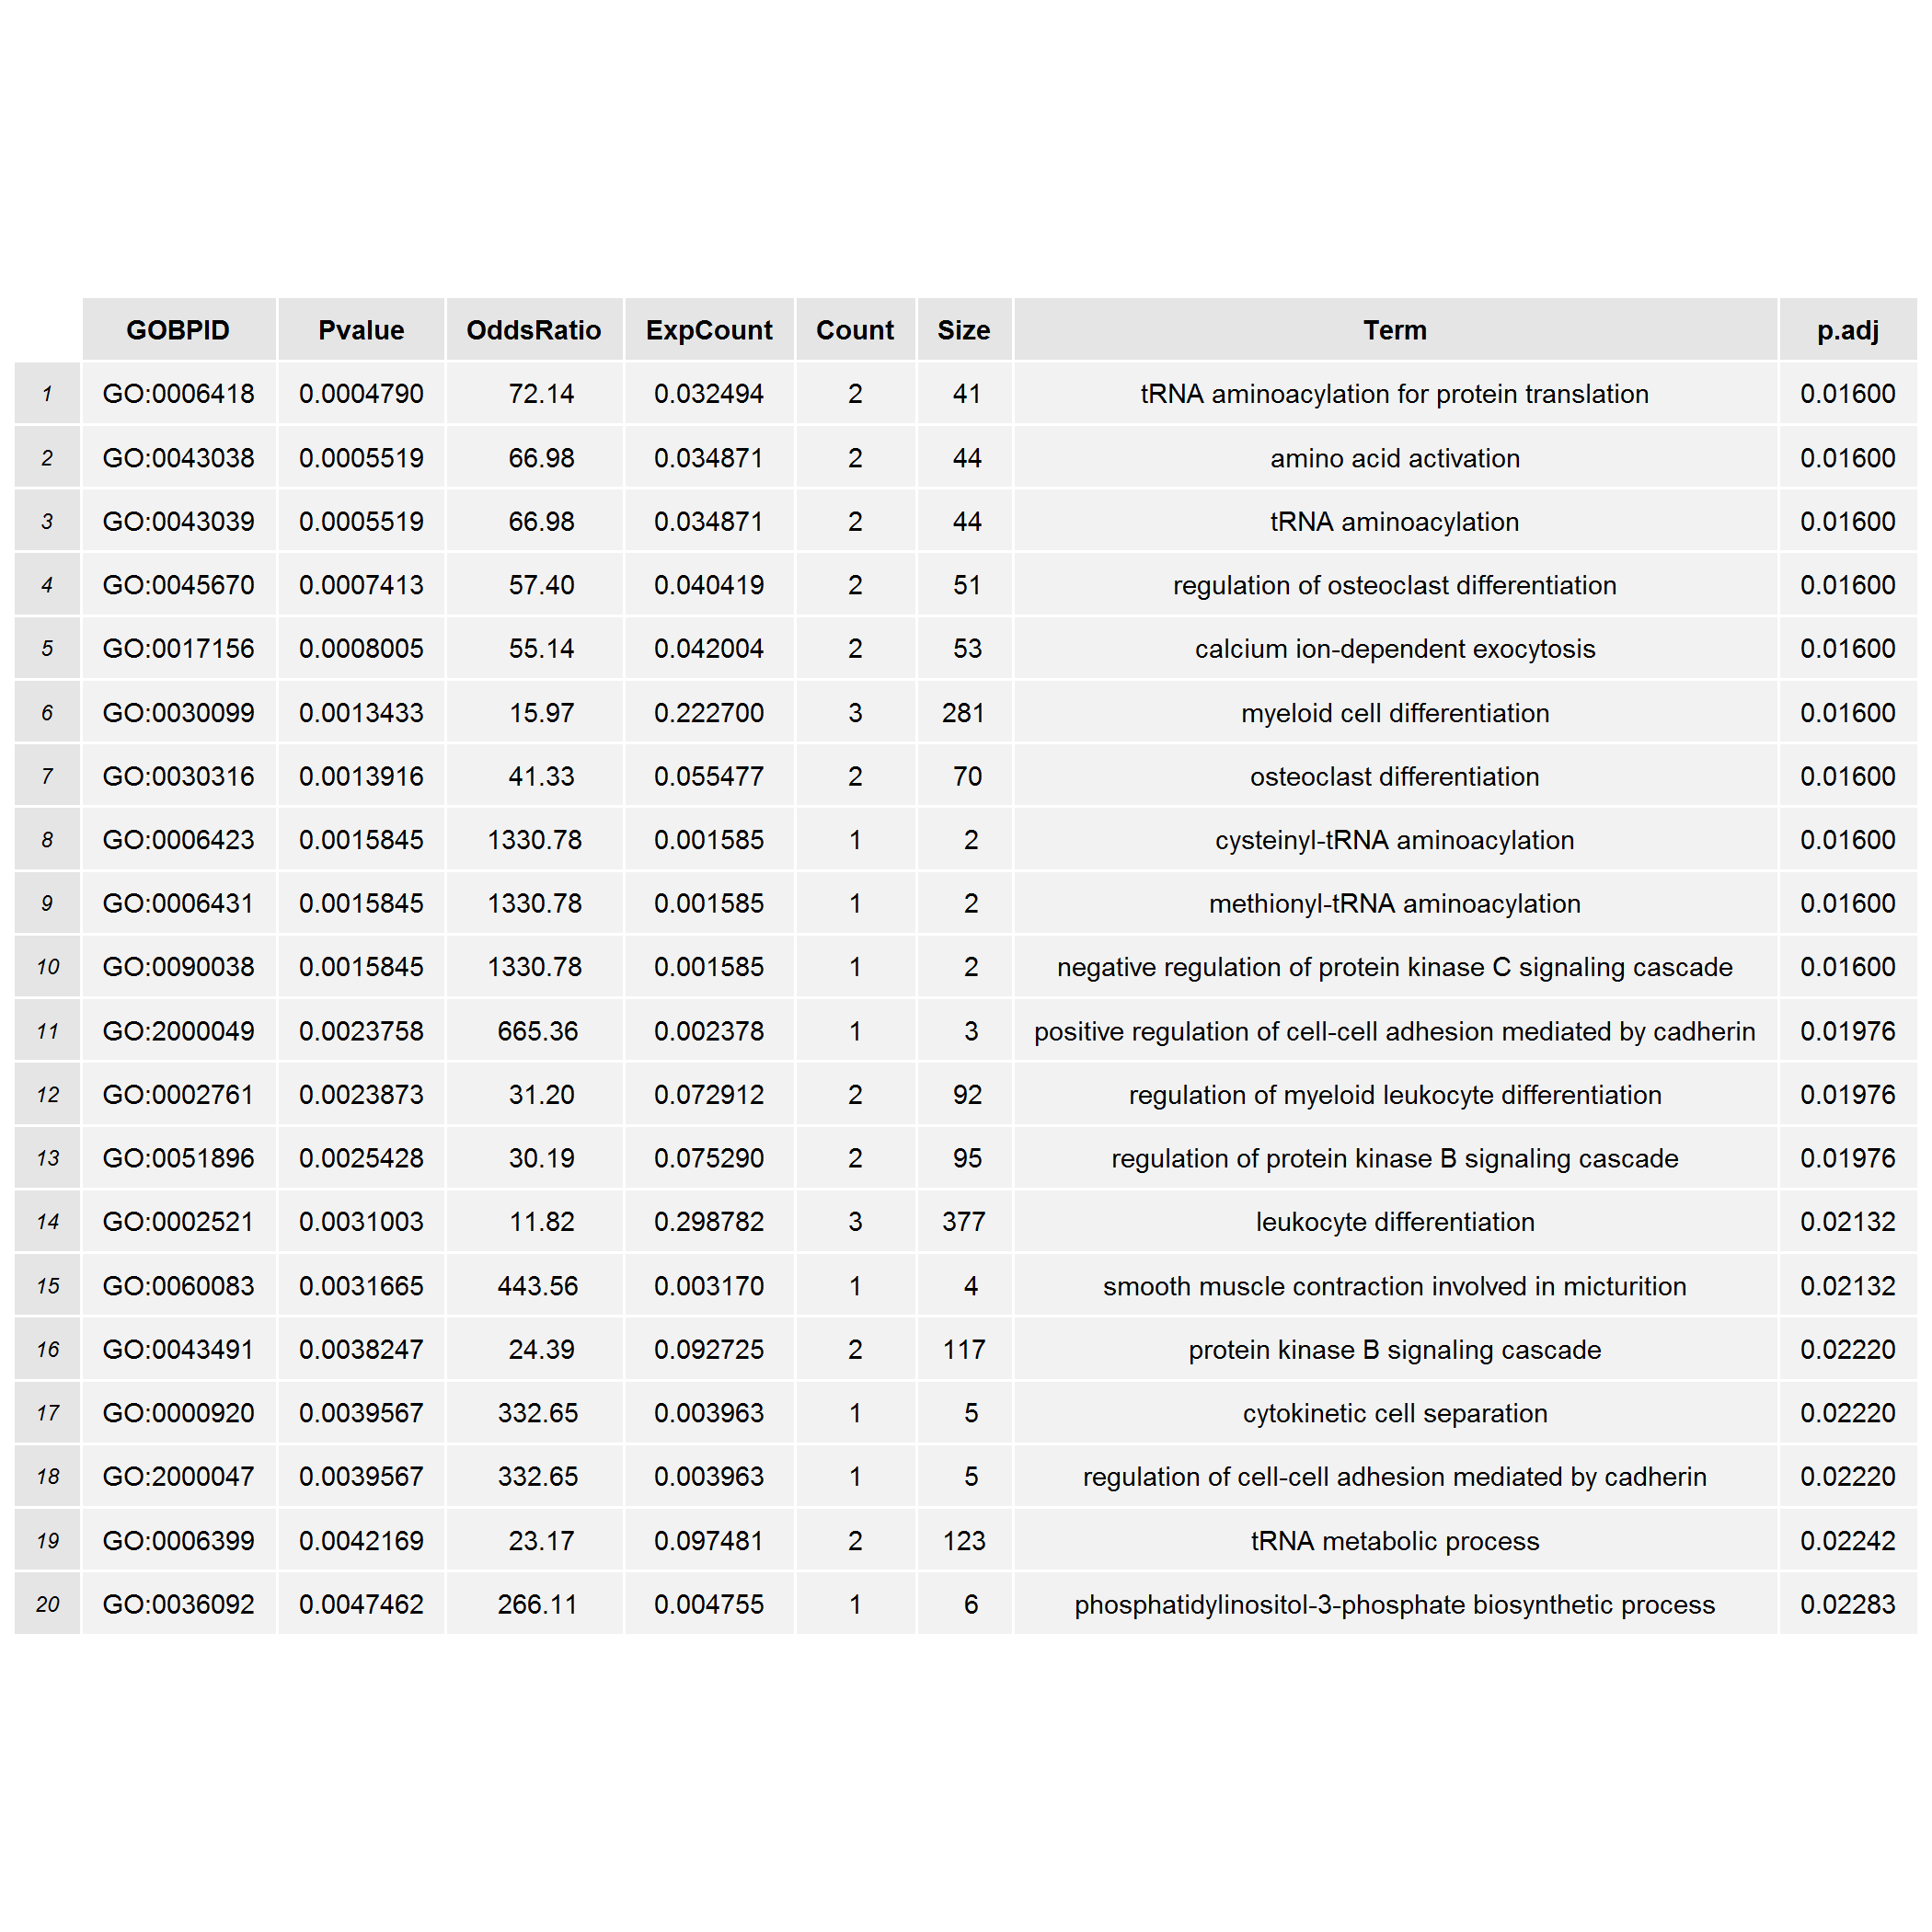 GOBPID Pvalue OddsRatio ExpCount Count Size Term p.adj
1 GO:0006418 0.0004790 72.14 0.032494 2 41 tRNA aminoacylation for protein translation 0.01600
2 GO:0043038 0.0005519 66.98 0.034871 2 44 amino acid activation 0.01600
3 GO:0043039 0.0005519 66.98 0.034871 2 44 tRNA aminoacylation 0.01600
4 GO:0045670 0.0007413 57.40 0.040419 2 51 regulation of osteoclast differentiation 0.01600
5 GO:0017156 0.0008005 55.14 0.042004 2 53 calcium ion-dependent exocytosis 0.01600
6 GO:0030099 0.0013433 15.97 0.222700 3 281 myeloid cell differentiation 0.01600
7 GO:0030316 0.0013916 41.33 0.055477 2 70 osteoclast differentiation 0.01600
8 GO:0006423 0.0015845 1330.78 0.001585 1 2 cysteinyl-tRNA aminoacylation 0.01600
9 GO:0006431 0.0015845 1330.78 0.001585 1 2 methionyl-tRNA aminoacylation 0.01600
10 GO:0090038 0.0015845 1330.78 0.001585 1 2 negative regulation of protein kinase C signaling cascade 0.01600
11 GO:2000049 0.0023758 665.36 0.002378 1 3 positive regulation of cell-cell adhesion mediated by cadherin 0.01976
12 GO:0002761 0.0023873 31.20 0.072912 2 92 regulation of myeloid leukocyte differentiation 0.01976
13 GO:0051896 0.0025428 30.19 0.075290 2 95 regulation of protein kinase B signaling cascade 0.01976
14 GO:0002521 0.0031003 11.82 0.298782 3 377 leukocyte differentiation 0.02132
15 GO:0060083 0.0031665 443.56 0.003170 1 4 smooth muscle contraction involved in micturition 0.02132
16 GO:0043491 0.0038247 24.39 0.092725 2 117 protein kinase B signaling cascade 0.02220
17 GO:0000920 0.0039567 332.65 0.003963 1 5 cytokinetic cell separation 0.02220
18 GO:2000047 0.0039567 332.65 0.003963 1 5 regulation of cell-cell adhesion mediated by cadherin 0.02220
19 GO:0006399 0.0042169 23.17 0.097481 2 123 tRNA metabolic process 0.02242
20 GO:0036092 0.0047462 266.11 0.004755 1 6 phosphatidylinositol-3-phosphate biosynthetic process 0.02283